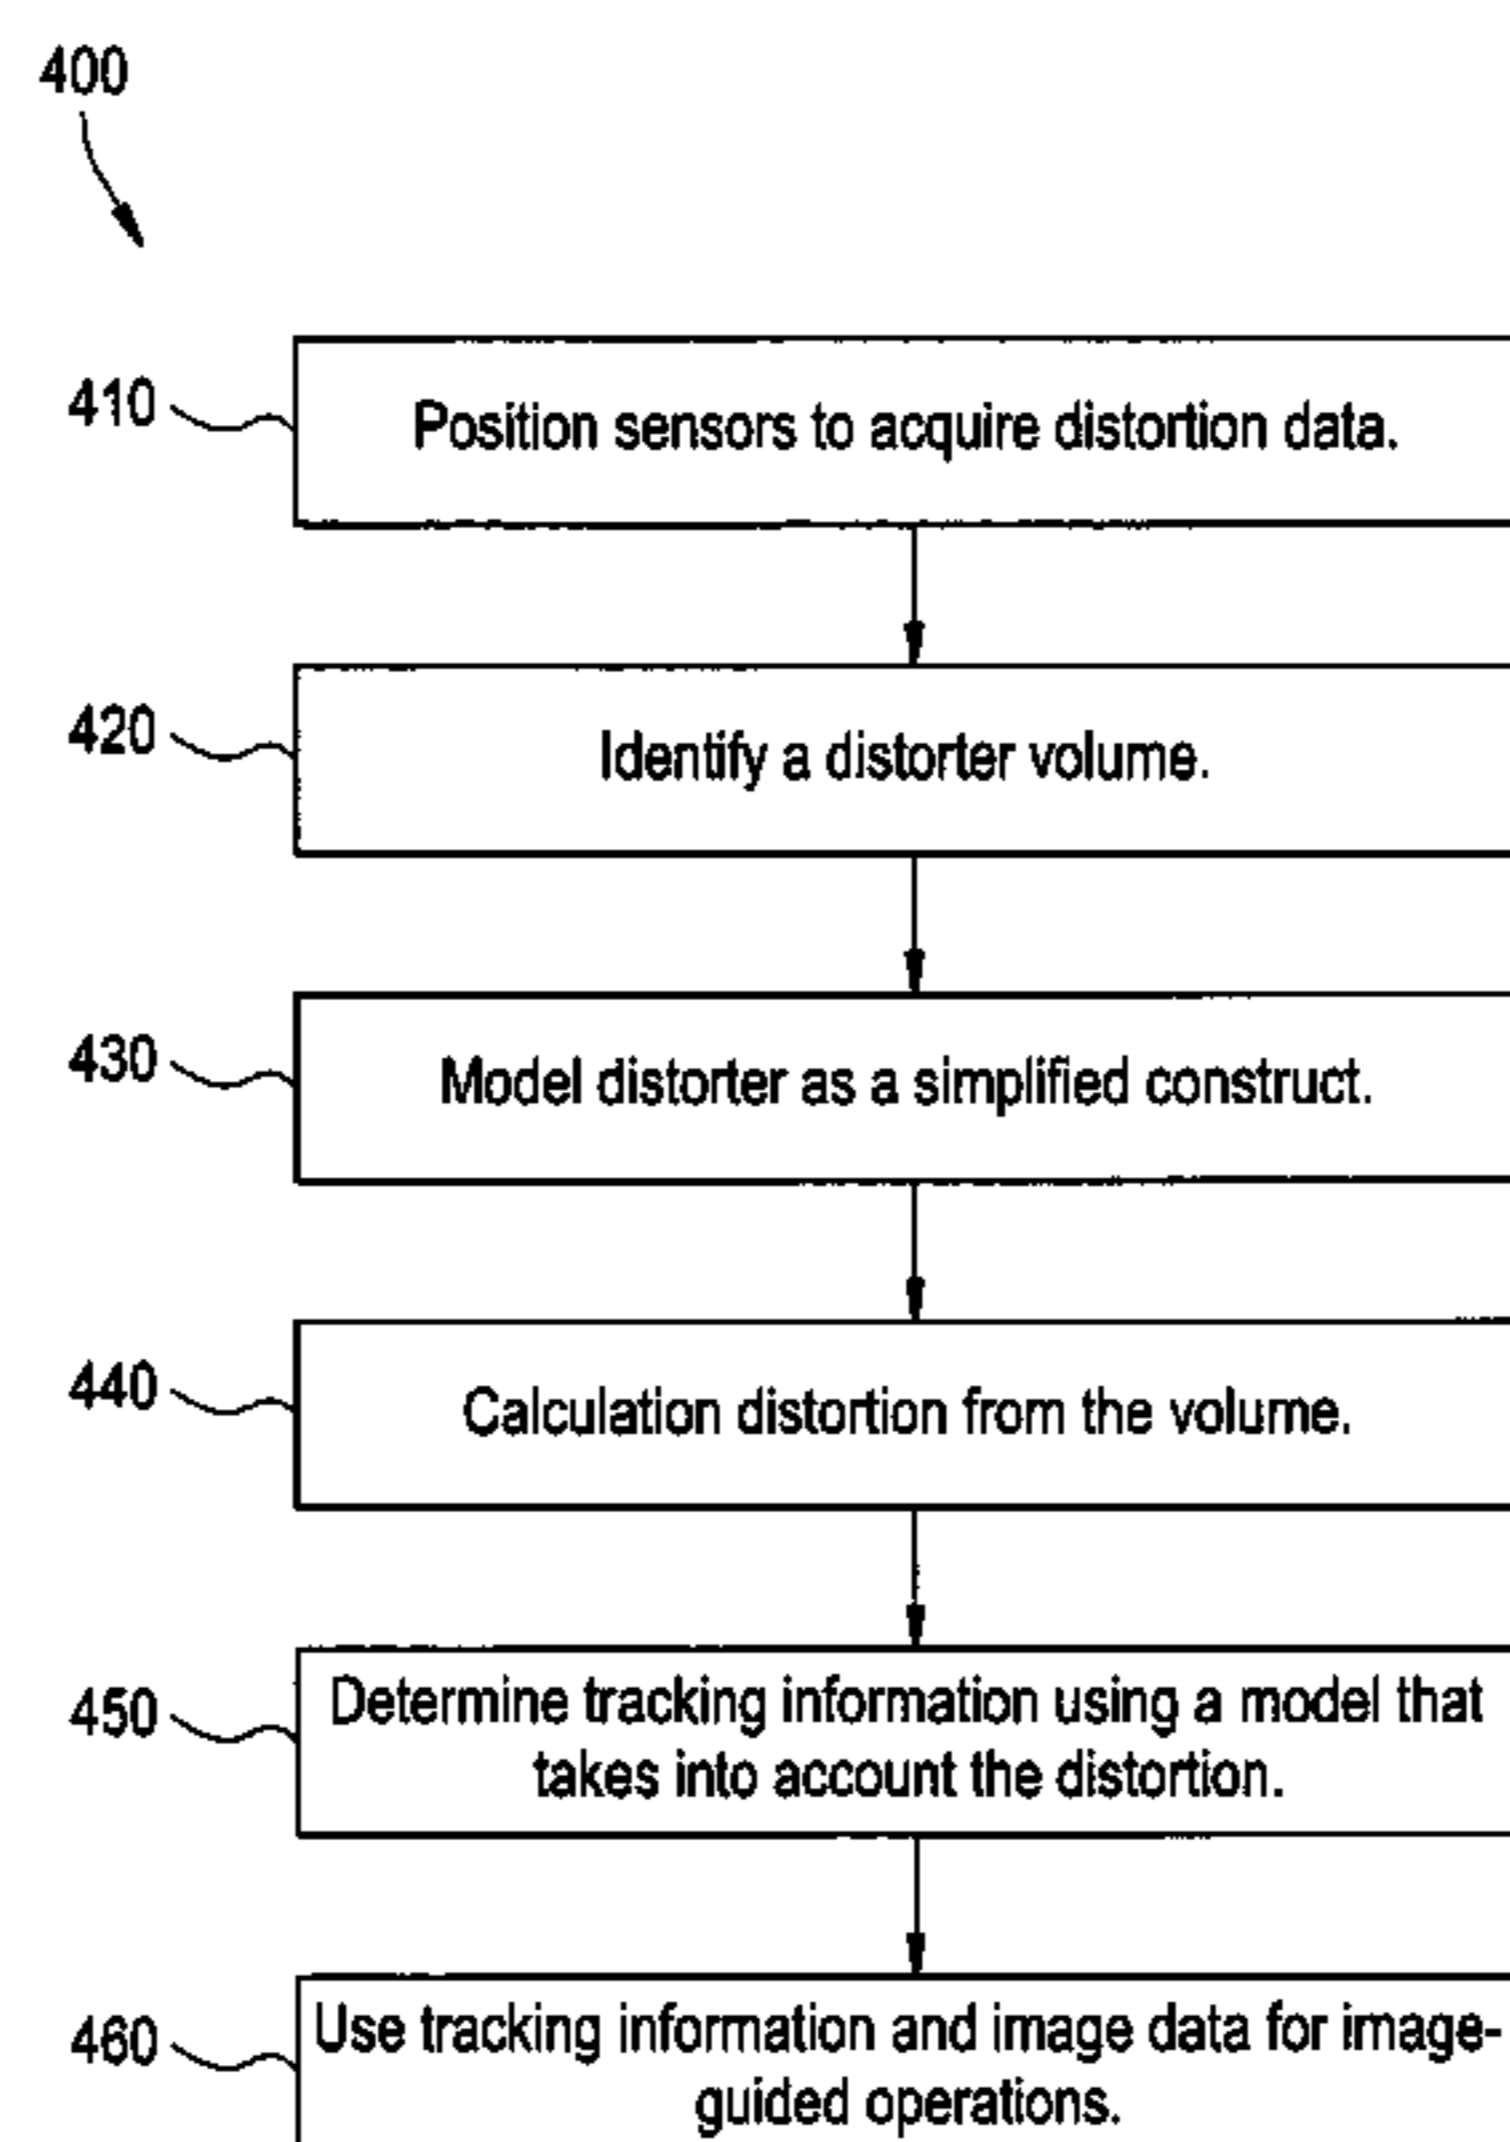 400
410
Position sensors to acquire distortion data.
420
Identify a distorter volume.
430
Model distorter as a simplified construct.
440
Calculation distortion from the volume.
450
Determine tracking information using a model that
takes into account the distortion.
460
Use tracking information and image data for image-
guided operations.